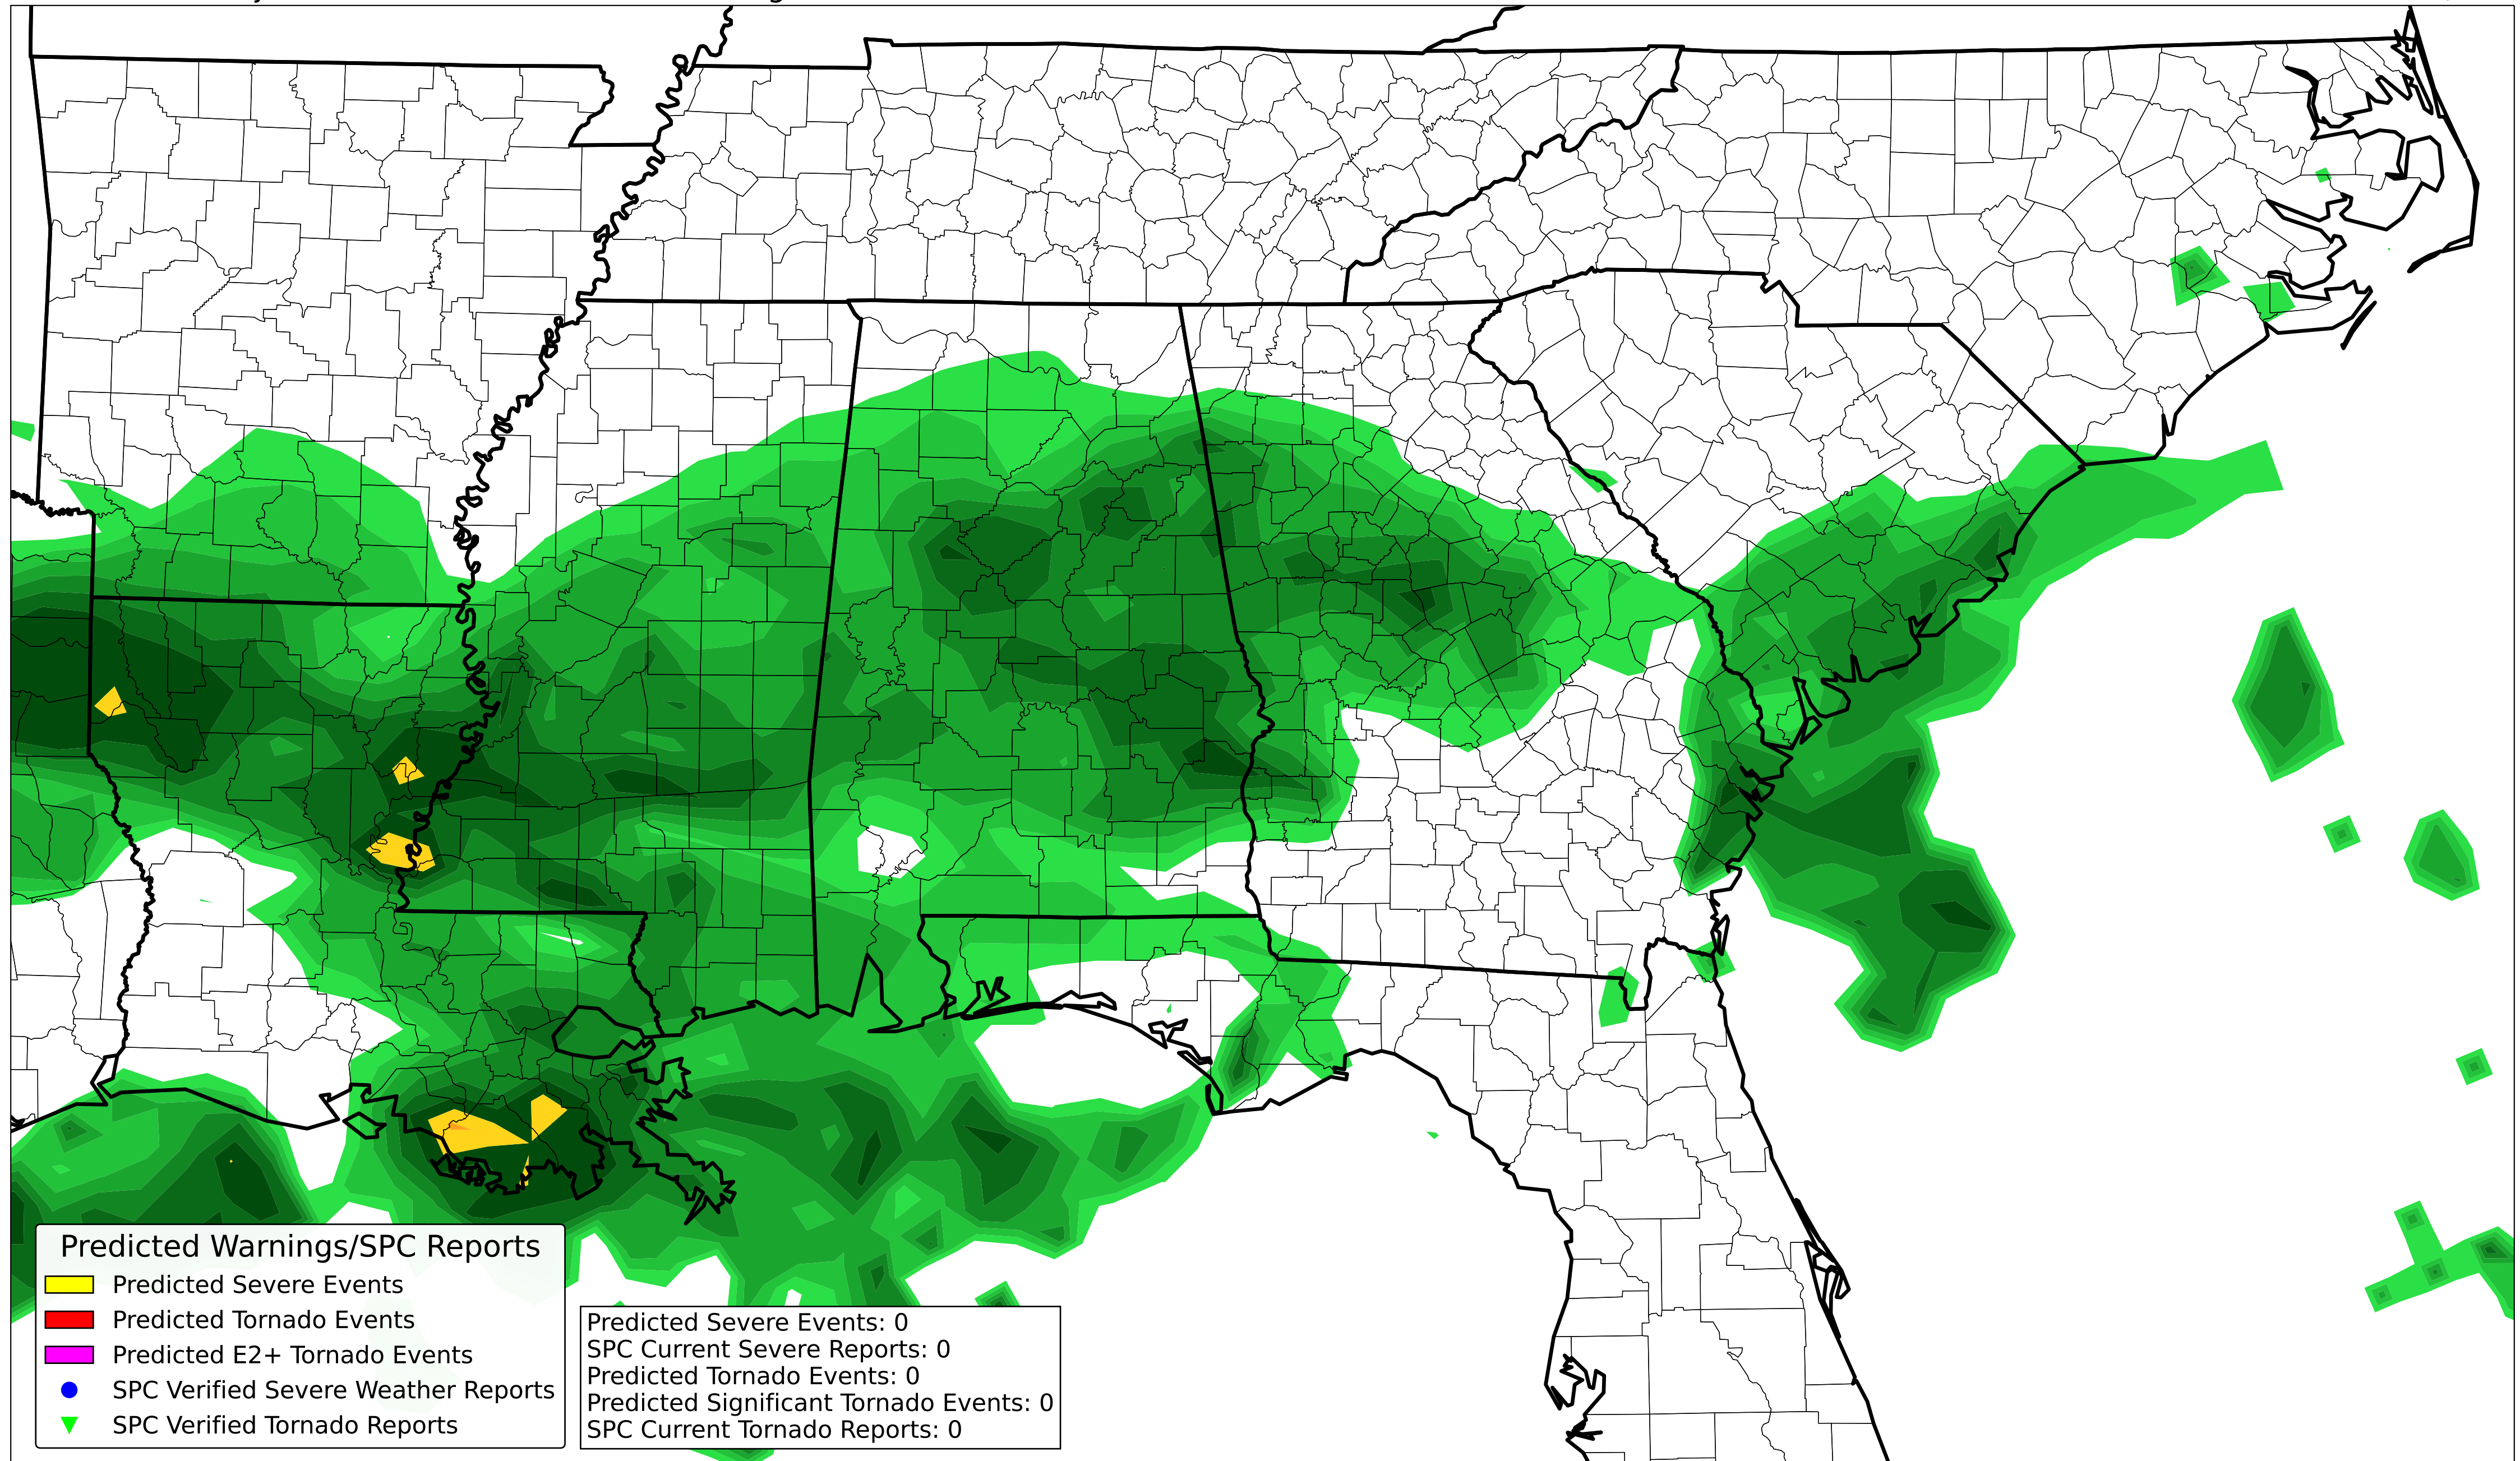 Predicted Warnings/SPC Reports
Predicted Severe Events
Predicted Tornado Events
Predicted E2+ Tornado Events
SPC Verified Severe Weather Reports
SPC Verified Tornado Reports
Predicted Severe Events: 0
SPC Current Severe Reports: 0
Predicted Tornado Events: 0
Predicted Significant Tornado Events: 0
SPC Current Tornado Reports: 0